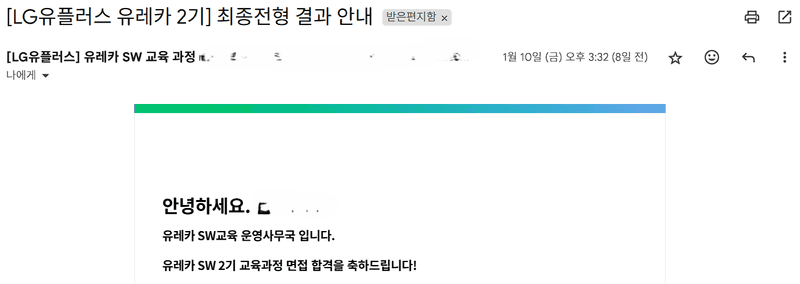 [LG유플러스 유레카 2기] 최종전형 결과 안내 받은편지함 ×
[LG유플러스] 유레카 SW 교육 과정 1월 10일 (금) 오후 3:32 (8일 전)
나에게
안녕하세요.
유레카 SW교육 운영사무국 입니다.
유레카 SW 2기 교육과정 면접 합격을 축하드립니다!